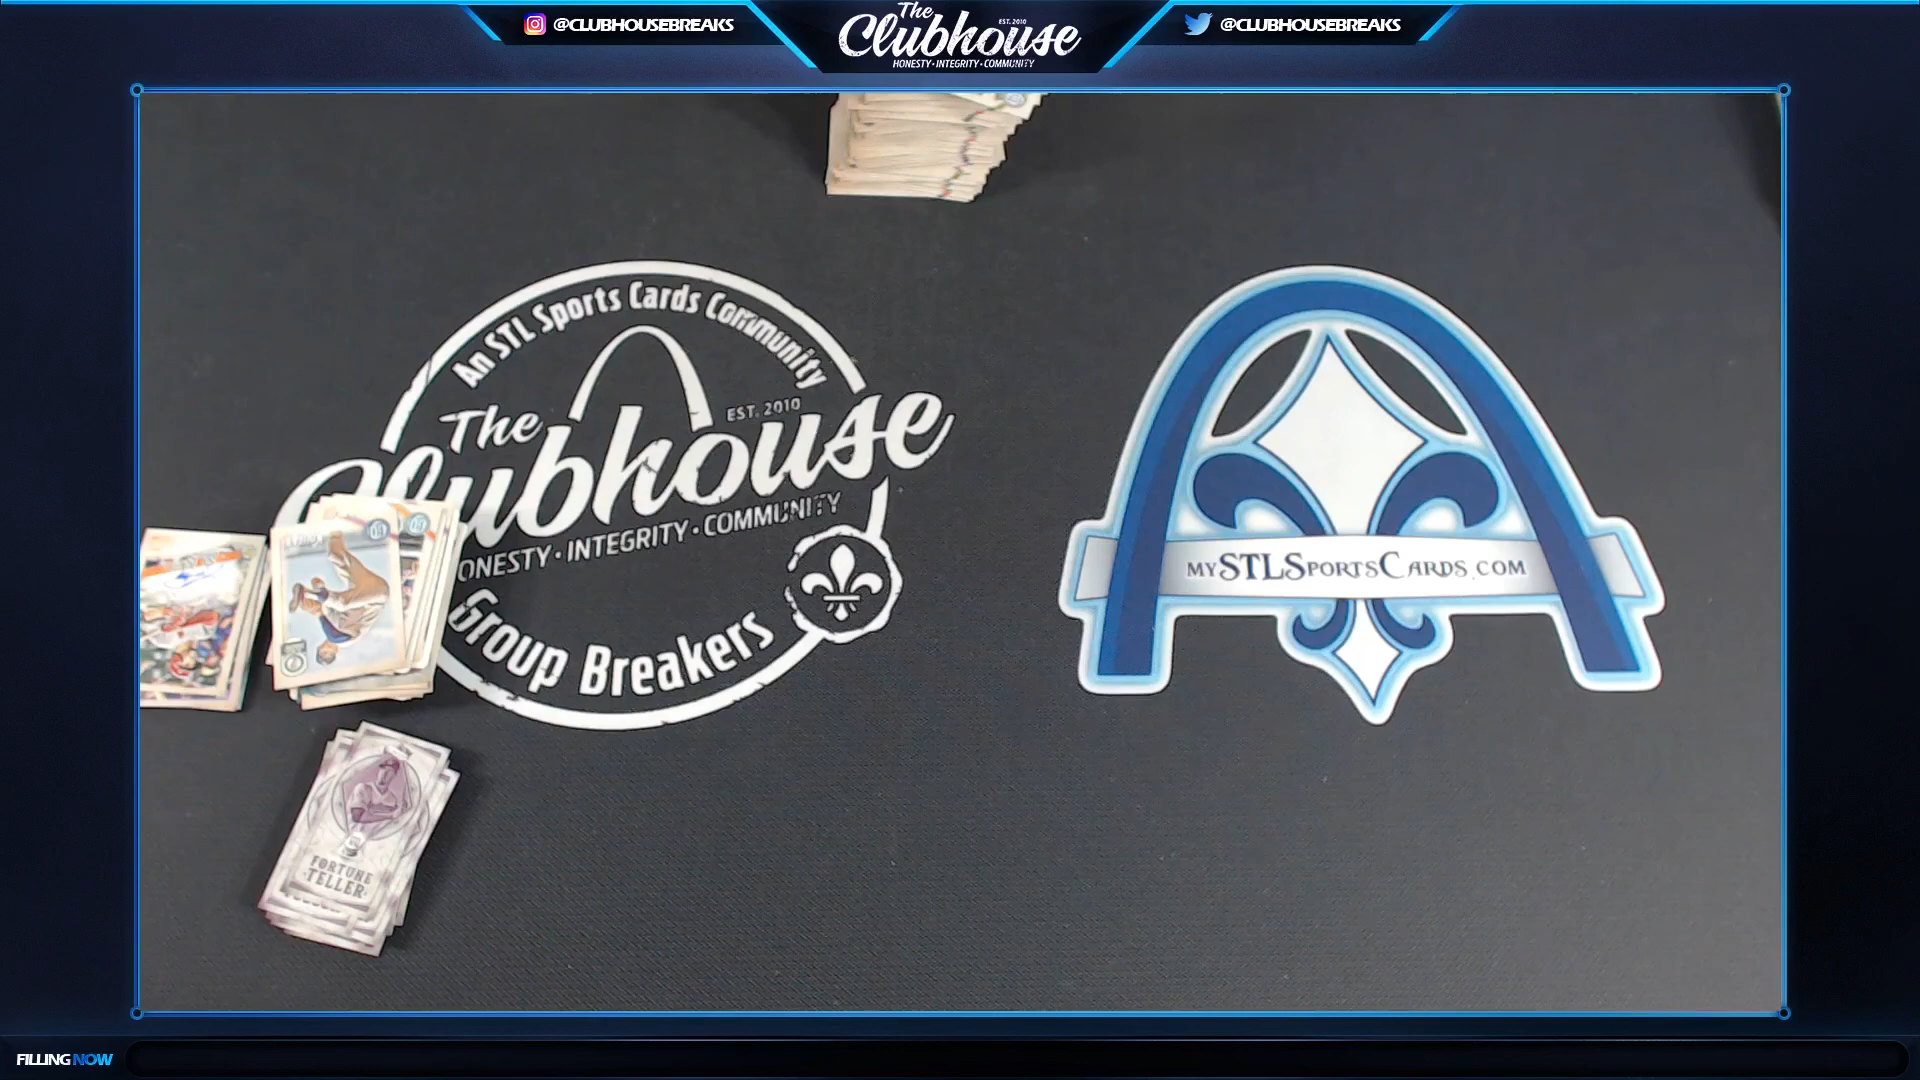 @CLUBHOUSEBREAKS
The
EST. 2010
Clubhouse
HONESTY • INTEGRITY • COMMUNITY
@CLUBHOUSEBREAKS
An STL Sports Cards Community
The
EST. 2010
Clubhouse
ONESTY • INTEGRITY • COMMUNITY
Group Breakers
mySTLSportsCards.com
FORTUNE
TELLER
FILLING NOW